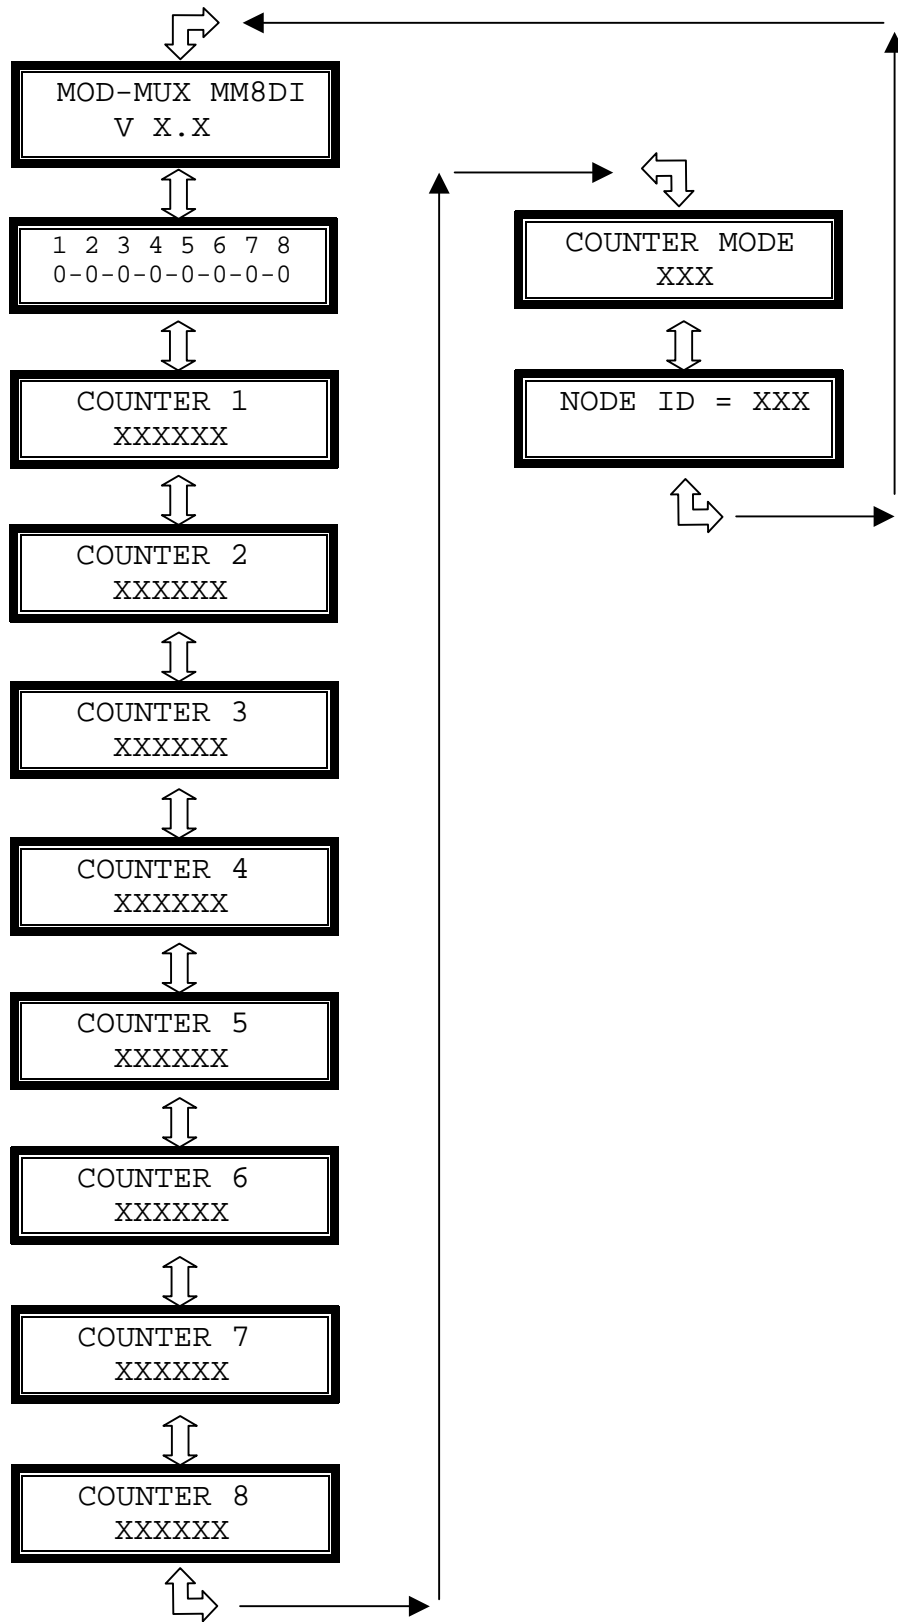 MOD-MUX MM8DI
V X.X
1 2 3 4 5 6 7 8
0-0-0-0-0-0-0-0
COUNTER 1
XXXXXX
COUNTER 2
XXXXXX
COUNTER 3
XXXXXX
COUNTER 4
XXXXXX
COUNTER 5
XXXXXX
COUNTER 6
XXXXXX
COUNTER 7
XXXXXX
COUNTER 8
XXXXXX
COUNTER MODE
XXX
NODE ID = XXX